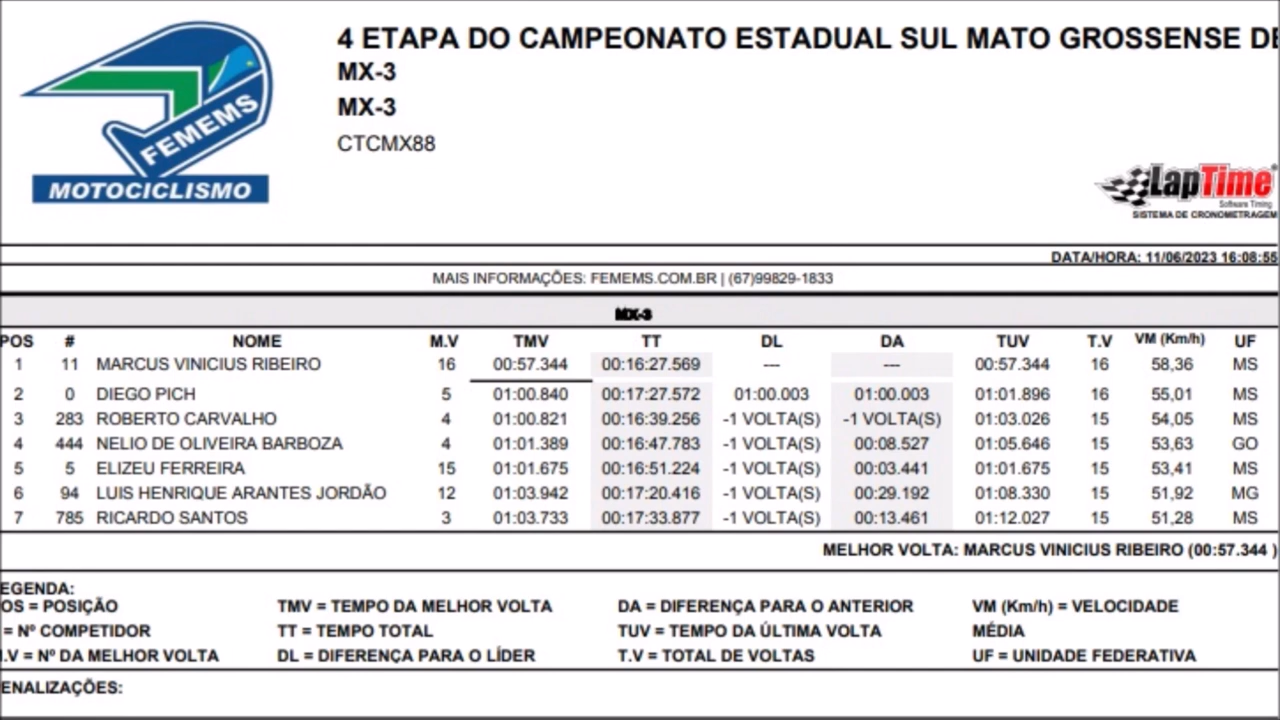 FEMEMS
MOTOCICLISMO
4 ETAPA DO CAMPEONATO ESTADUAL SUL MATO GROSSENSE DE
MX-3
MX-3
CTCMX88
LapTime
Software Timing
SISTEMA DE CRONOMETRAGEM
DATA/HORA: 11/06/2023 16:08:55
MAIS INFORMAÇÕES: FEMEMS.COM.BR | (67)99829-1833
MX-3
POS # NOME M.V TMV TT DL DA TUV T.V VM (Km/h) UF
1 11 MARCUS VINICIUS RIBEIRO 16 00:57.344 00:16:27.569 --- --- 00:57.344 16 58,36 MS
2 0 DIEGO PICH 5 01:00.840 00:17:27.572 01:00.003 01:00.003 01:01.896 16 55,01 MS
3 283 ROBERTO CARVALHO 4 01:00.821 00:16:39.256 -1 VOLTA(S) -1 VOLTA(S) 01:03.026 15 54,05 MS
4 444 NELIO DE OLIVEIRA BARBOZA 4 01:01.389 00:16:47.783 -1 VOLTA(S) 00:08.527 01:05.646 15 53,63 GO
5 5 ELIZEU FERREIRA 15 01:01.675 00:16:51.224 -1 VOLTA(S) 00:03.441 01:01.675 15 53,41 MS
6 94 LUIS HENRIQUE ARANTES JORDÃO 12 01:03.942 00:17:20.416 -1 VOLTA(S) 00:29.192 01:08.330 15 51,92 MG
7 785 RICARDO SANTOS 3 01:03.733 00:17:33.877 -1 VOLTA(S) 00:13.461 01:12.027 15 51,28 MS
MELHOR VOLTA: MARCUS VINICIUS RIBEIRO (00:57.344 )
EGENDA:
OS = POSIÇÃO TMV = TEMPO DA MELHOR VOLTA DA = DIFERENÇA PARA O ANTERIOR VM (Km/h) = VELOCIDADE
= Nº COMPETIDOR TT = TEMPO TOTAL TUV = TEMPO DA ÚLTIMA VOLTA MÉDIA
.V = Nº DA MELHOR VOLTA DL = DIFERENÇA PARA O LÍDER T.V = TOTAL DE VOLTAS UF = UNIDADE FEDERATIVA
ENALIZAÇÕES: